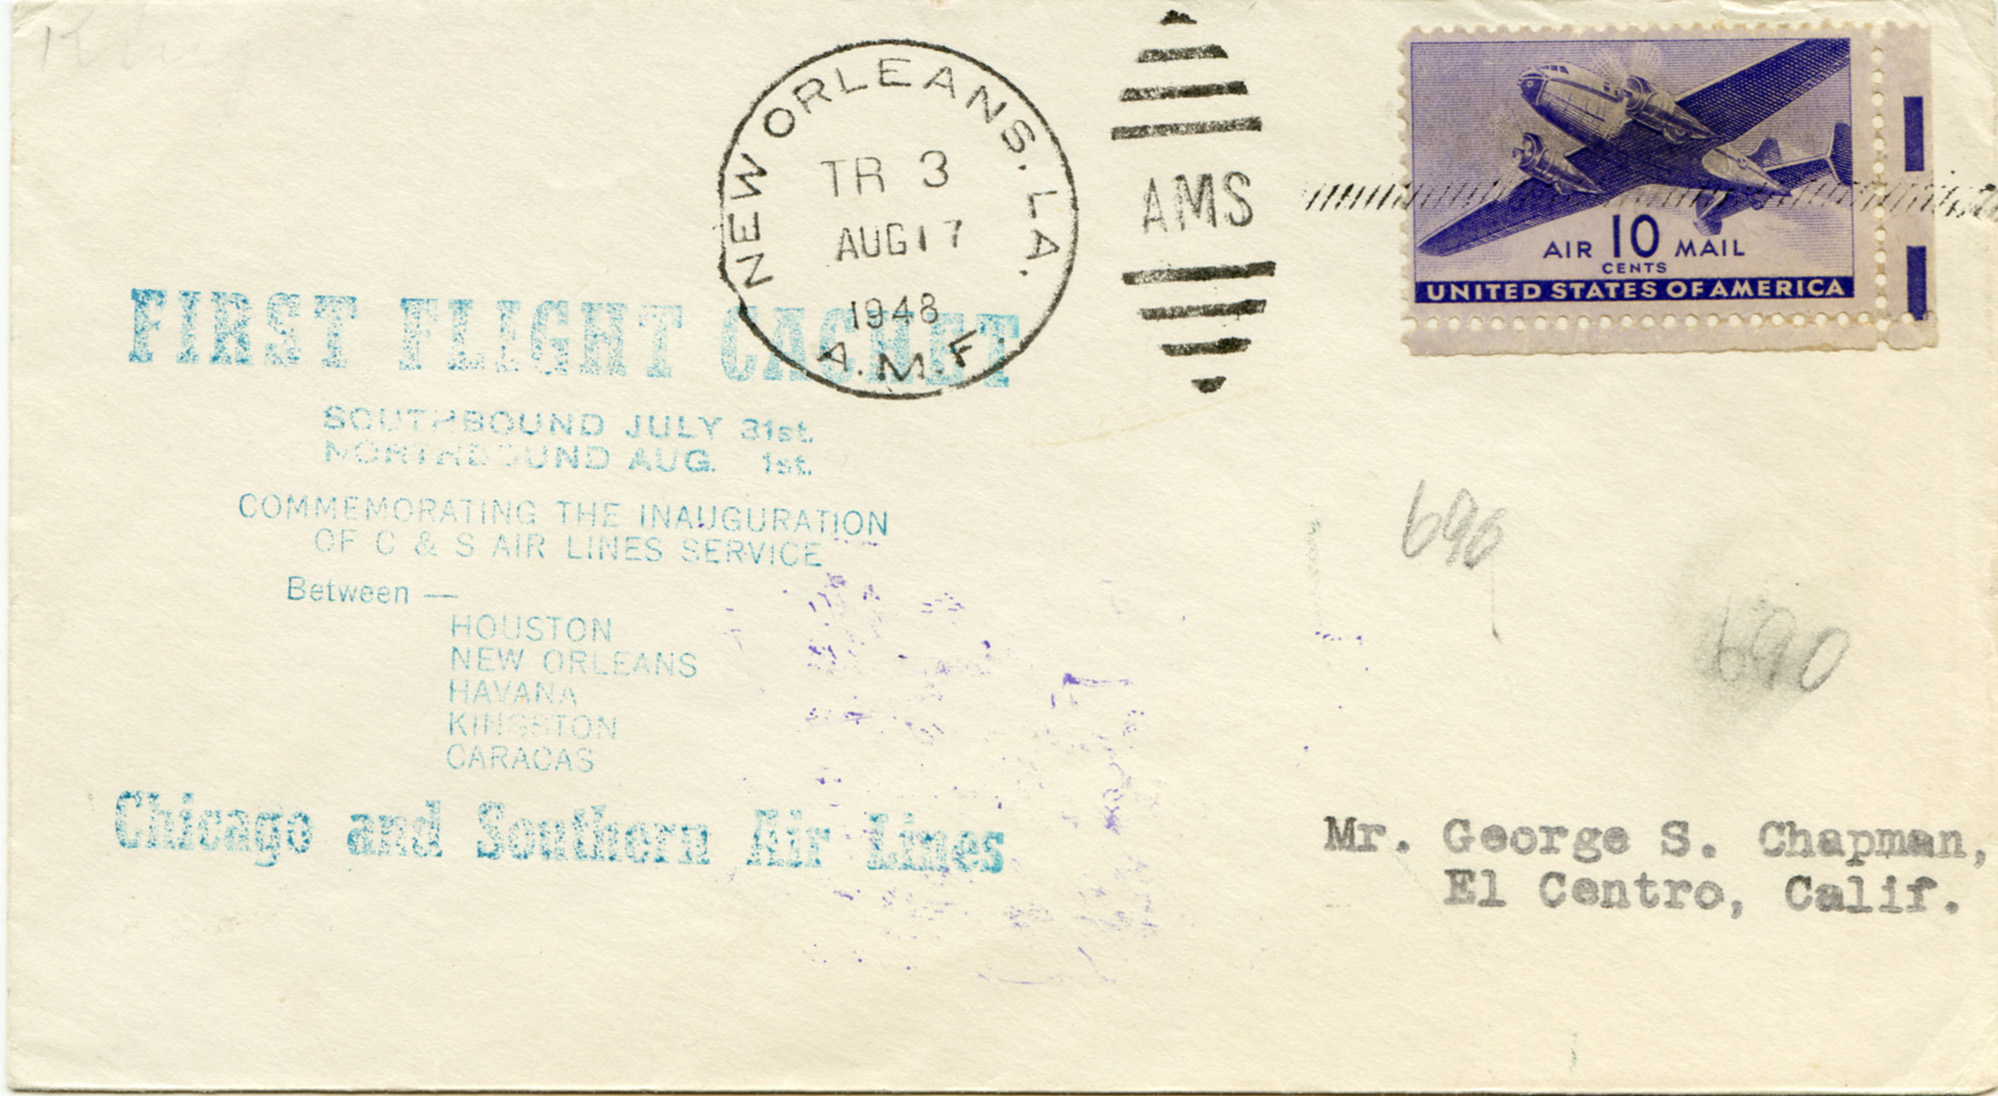 NEW ORLEANS, LA.
TR 3
AUG 17
1948
A.M.F
AMS
AIR 10 MAIL
CENTS
UNITED STATES OF AMERICA
FIRST FLIGHT CACHET
SOUTHBOUND JULY 31st.
NORTHBOUND AUG. 1st.
COMMEMORATING THE INAUGURATION
OF C & S AIR LINES SERVICE
Between —
HOUSTON
NEW ORLEANS
HAVANA
KINGSTON
CARACAS
Chicago and Southern Air Lines
690
Mr. George S. Chapman,
El Centro, Calif.